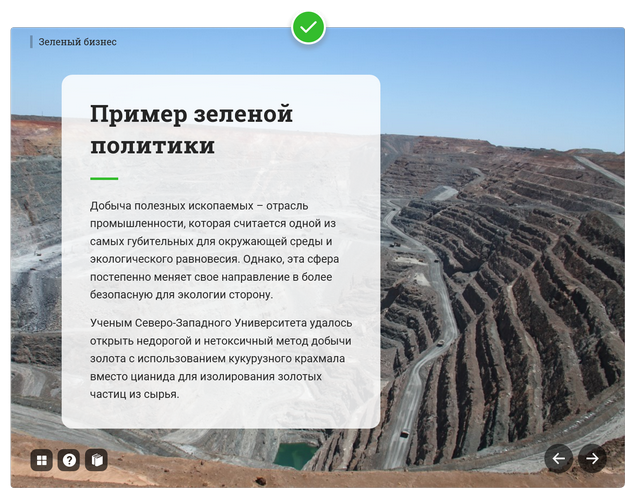 Зеленый бизнес
Пример зеленой
политики
Добыча полезных ископаемых – отрасль
промышленности, которая считается одной из
самых губительных для окружающей среды и
экологического равновесия. Однако, эта сфера
постепенно меняет свое направление в более
безопасную для экологии сторону.
Ученым Северо-Западного Университета удалось
открыть недорогой и нетоксичный метод добычи
золота с использованием кукурузного крахмала
вместо цианида для изолирования золотых
частиц из сырья.